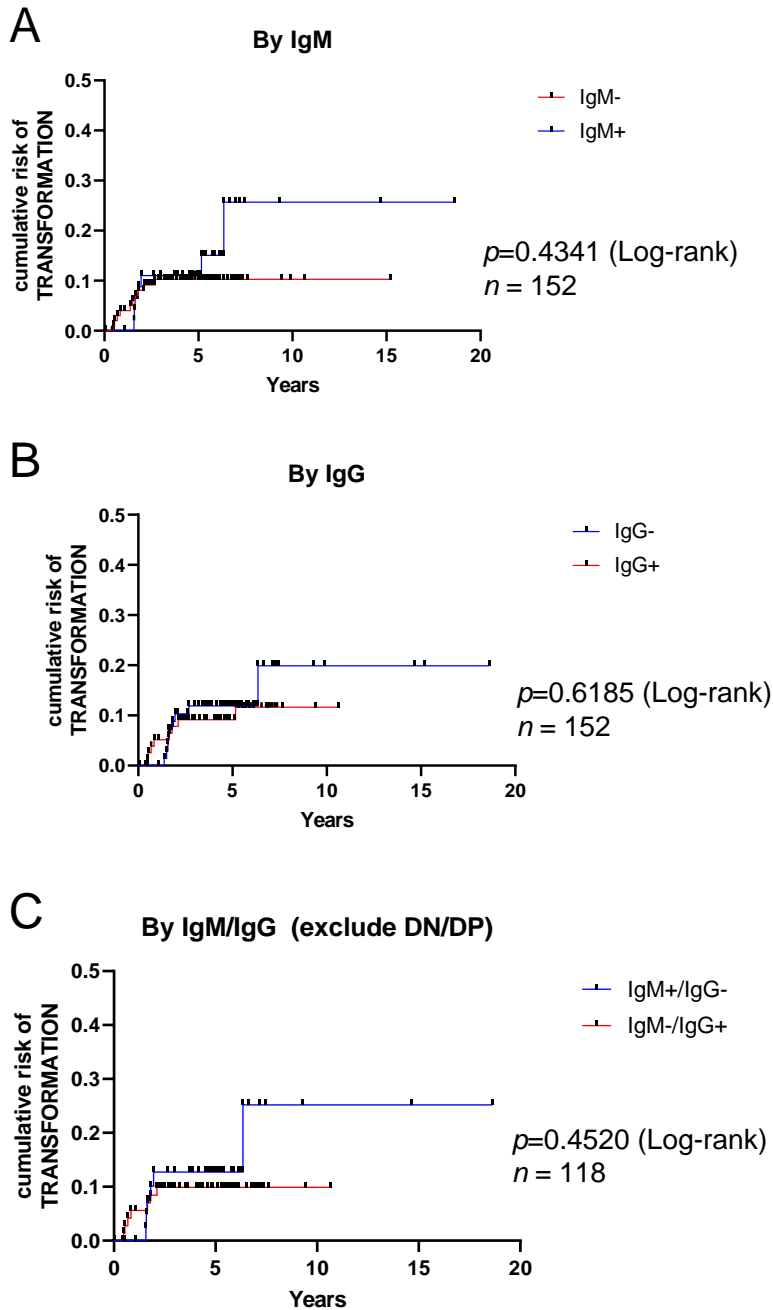 A
By IgM
0.5
0.4
0.3
0.2
0.1
0.0
cumulative risk of
TRANSFORMATION
0 5 10 15 20
Years
IgM-
IgM+
p=0.4341 (Log-rank)
n = 152
B
By IgG
0.5
0.4
0.3
0.2
0.1
0.0
cumulative risk of
TRANSFORMATION
0 5 10 15 20
Years
IgG-
IgG+
p=0.6185 (Log-rank)
n = 152
C
By IgM/IgG (exclude DN/DP)
0.5
0.4
0.3
0.2
0.1
0.0
cumulative risk of
TRANSFORMATION
0 5 10 15 20
Years
IgM+/IgG-
IgM-/IgG+
p=0.4520 (Log-rank)
n = 118